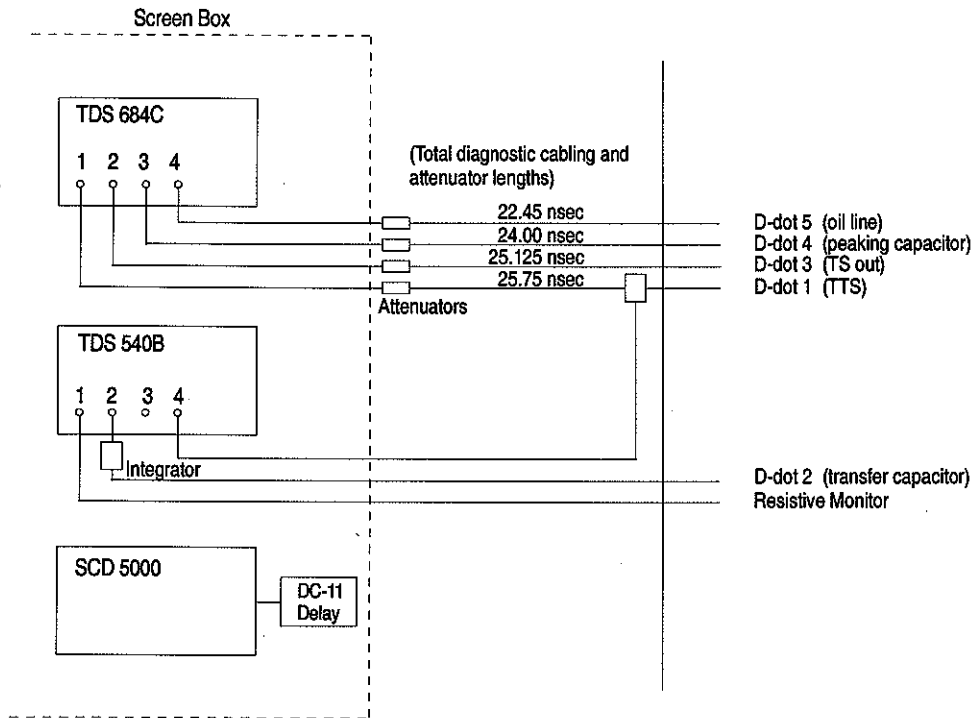 Screen Box
TDS 684C
1 2 3 4
(Total diagnostic cabling and
attenuator lengths)
22.45 nsec
24.00 nsec
25.125 nsec
25.75 nsec
Attenuators
D-dot 5 (oil line)
D-dot 4 (peaking capacitor)
D-dot 3 (TS out)
D-dot 1 (TTS)
TDS 540B
1 2 3 4
Integrator
D-dot 2 (transfer capacitor)
Resistive Monitor
SCD 5000
DC-11
Delay